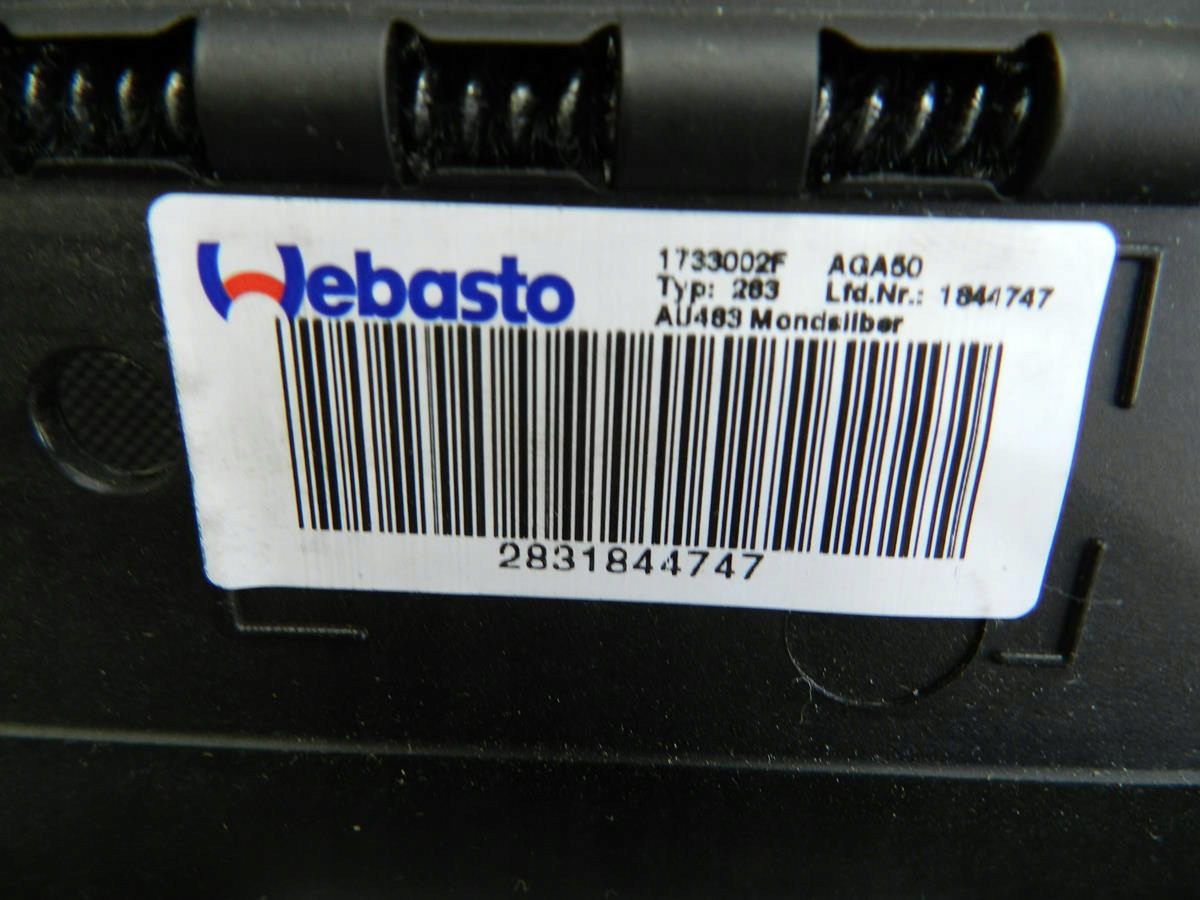 Webasto
1733002F AGA50
Typ: 283 Lfd.Nr.: 1844747
AU463 Mondsilber
2831844747